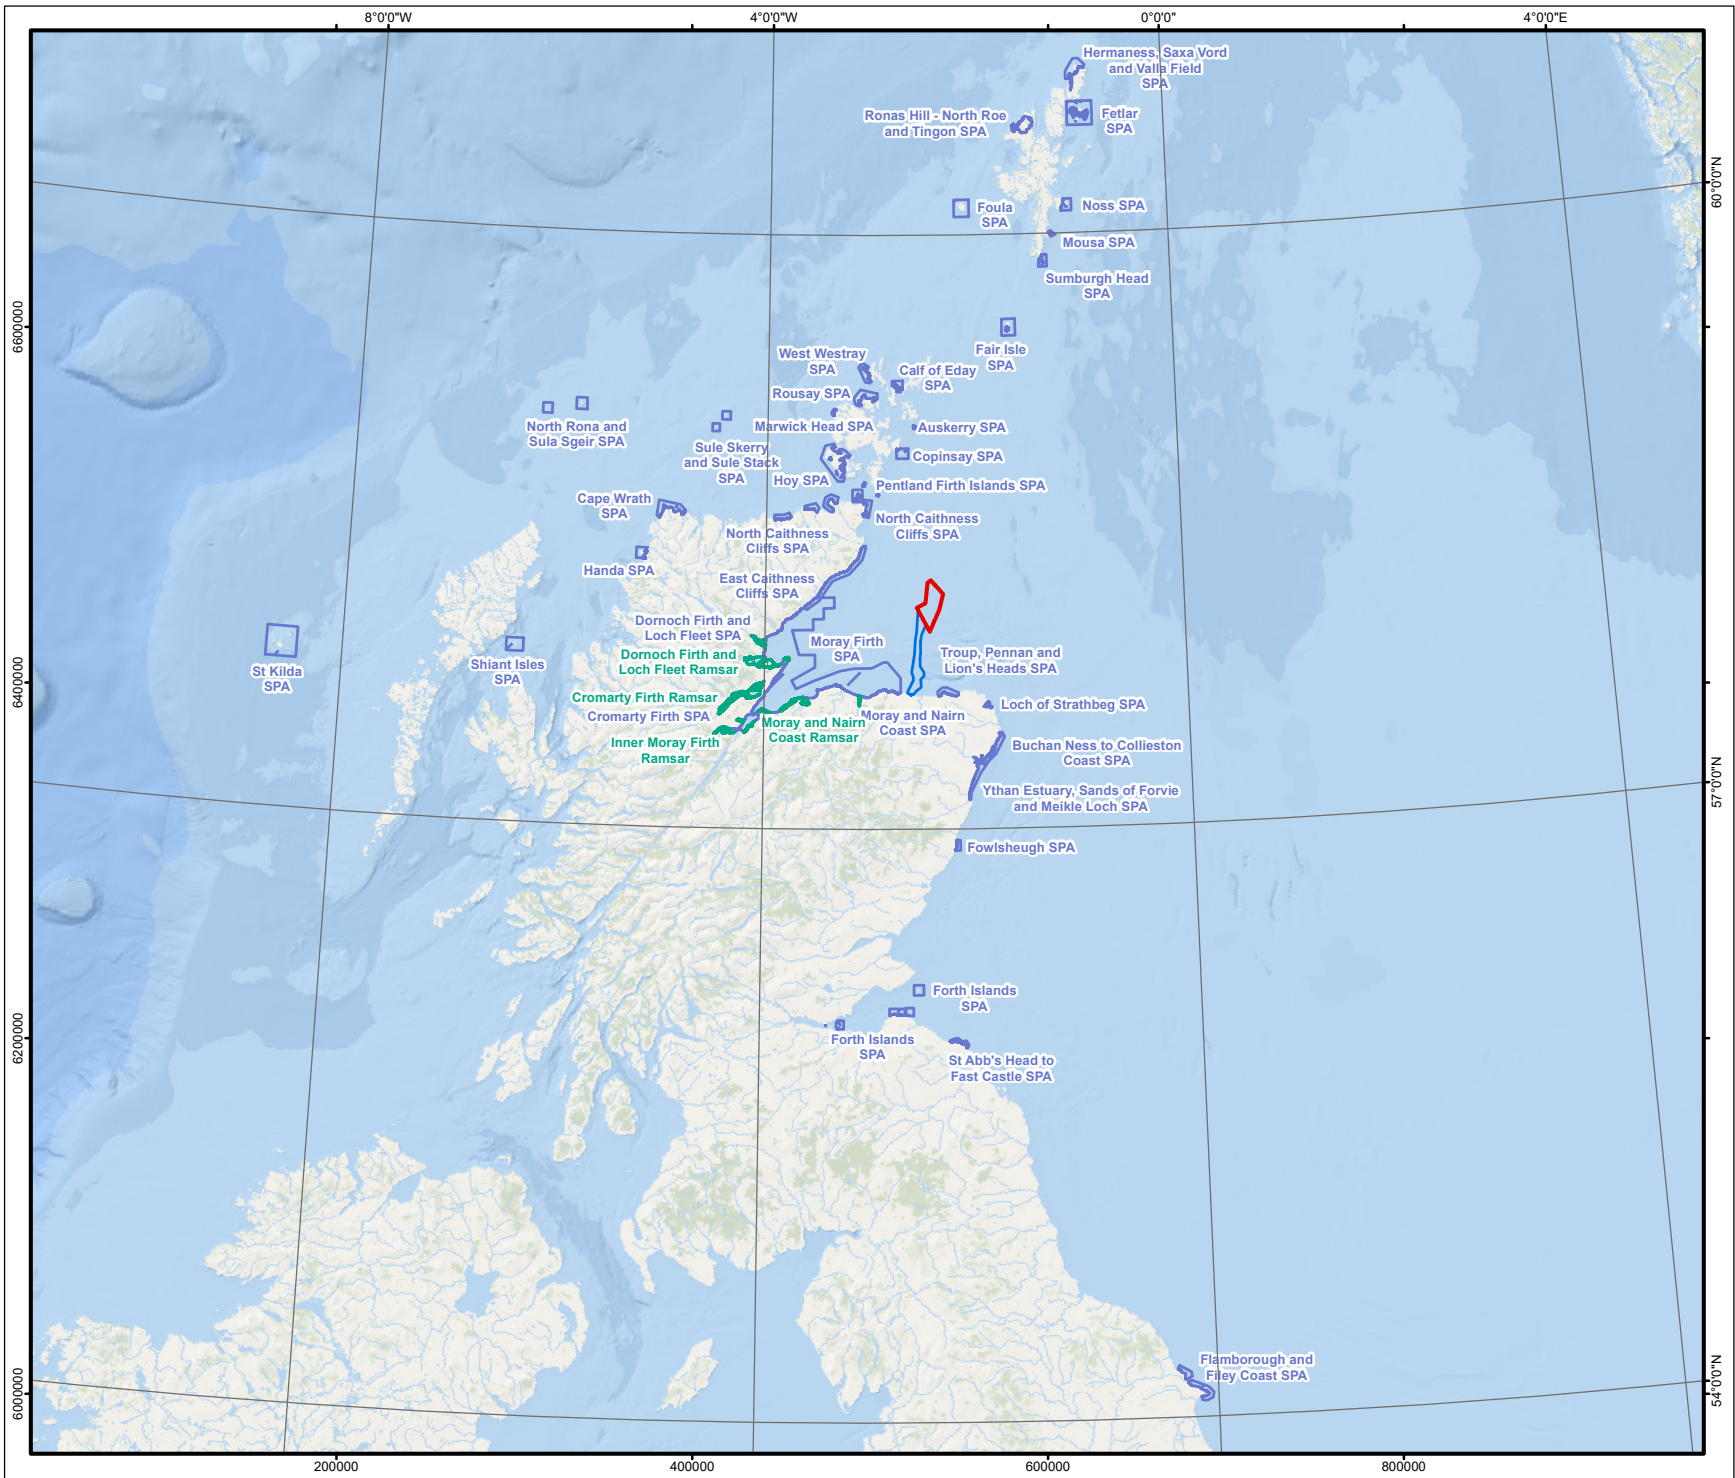 8°0'0"W
4°0'0"W
0°0'0"
4°0'0"E
Hermaness, Saxa Vord
and Valla Field
SPA
Ronas Hill - North Roe
and Tingon SPA
Fetlar
SPA
60°0'0"N
Foula
SPA
Noss SPA
Mousa SPA
Sumburgh Head
SPA
6600000
Fair Isle
SPA
West Westray
SPA
Calf of Eday
SPA
Rousay SPA
North Rona and
Sula Sgeir SPA
Marwick Head SPA
Auskerry SPA
Sule Skerry
and Sule Stack
SPA
Copinsay SPA
Hoy SPA
Pentland Firth Islands SPA
Cape Wrath
SPA
North Caithness
Cliffs SPA
North Caithness
Cliffs SPA
Handa SPA
East Caithness
Cliffs SPA
Dornoch Firth and
Loch Fleet SPA
Moray Firth
SPA
Dornoch Firth and
Loch Fleet Ramsar
Troup, Pennan and
Lion's Heads SPA
St Kilda
SPA
Shiant Isles
SPA
6400000
Cromarty Firth Ramsar
Cromarty Firth SPA
Loch of Strathbeg SPA
Moray and Nairn
Coast SPA
Moray and Nairn
Coast Ramsar
Inner Moray Firth
Ramsar
Buchan Ness to Collieston
Coast SPA
57°0'0"N
Ythan Estuary, Sands of Forvie
and Meikle Loch SPA
Fowlsheugh SPA
Forth Islands
SPA
6200000
Forth Islands
SPA
St Abb's Head to
Fast Castle SPA
Flamborough and
Filey Coast SPA
6000000
54°0'0"N
200000
400000
600000
800000